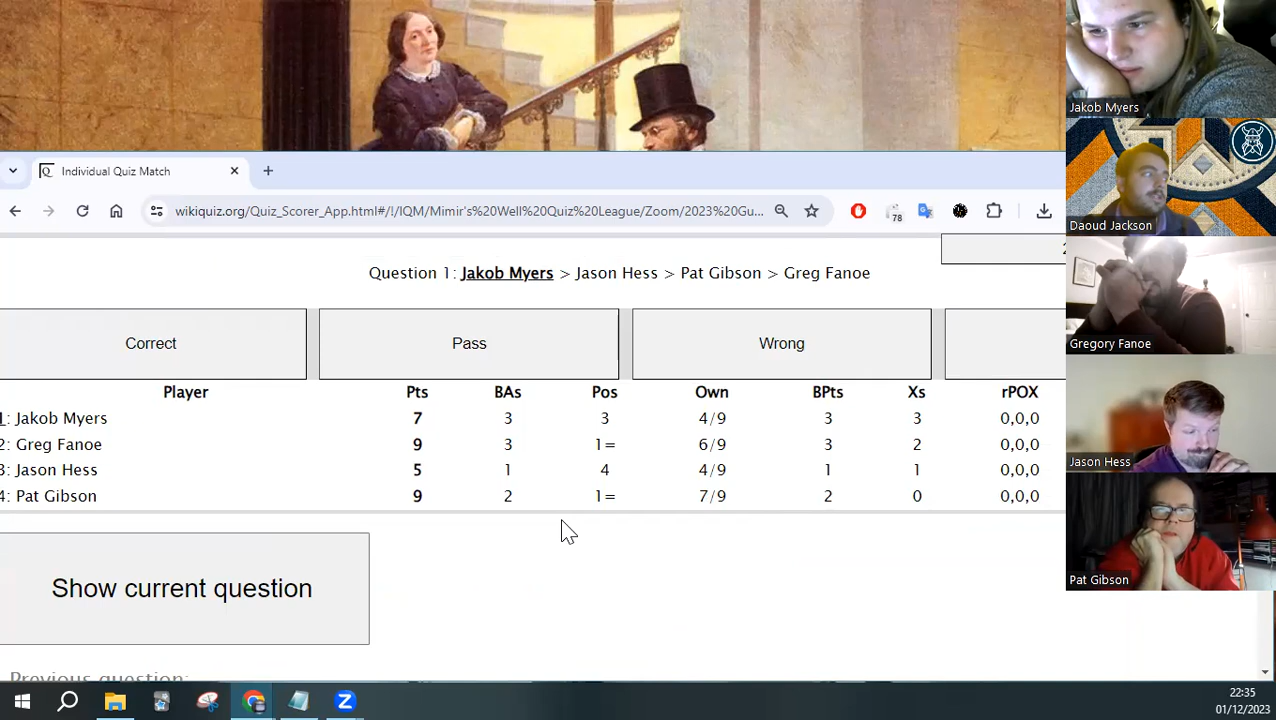 Jakob Myers
Individual Quiz Match
wikiquiz.org/Quiz_Scorer_App.html#/I/IQM/Mimir's%20Well%20Quiz%20League/Zoom/2023%20Gu...
78
Daoud Jackson
Question 1: Jakob Myers > Jason Hess > Pat Gibson > Greg Fanoe
Correct Pass Wrong
Gregory Fanoe
Player Pts BAs Pos Own BPts Xs rPOX
1: Jakob Myers 7 3 3 4/9 3 3 0,0,0
2: Greg Fanoe 9 3 1= 6/9 3 2 0,0,0
3: Jason Hess 5 1 4 4/9 1 1 0,0,0
4: Pat Gibson 9 2 1= 7/9 2 0 0,0,0
Jason Hess
Show current question
Pat Gibson
Previous question:
22:35
01/12/2023